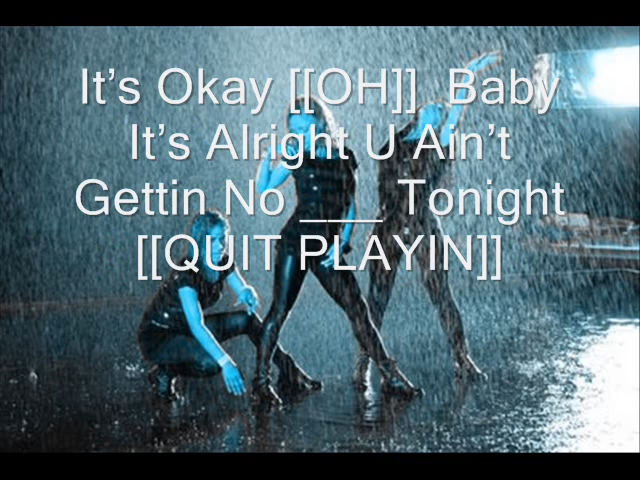 It’s Okay [[OH]] Baby
It’s Alright U Ain’t
Gettin No ___ Tonight
[[QUIT PLAYIN]]